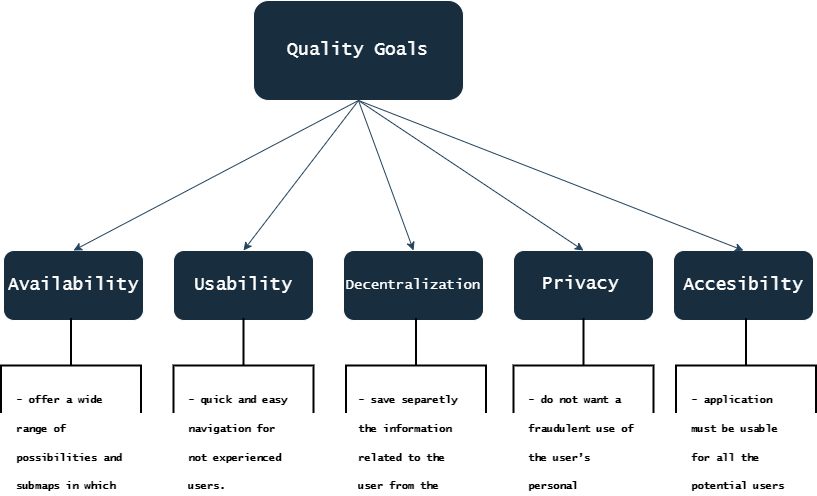 Quality Goals
Availability
Usability
Decentralization
Privacy
Accesibilty
- offer a wide
range of
possibilities and
submaps in which
- quick and easy
navigation for
not experienced
users.
- save separetly
the information
related to the
user from the
- do not want a
fraudulent use of
the user's
personal
- application
must be usable
for all the
potential users